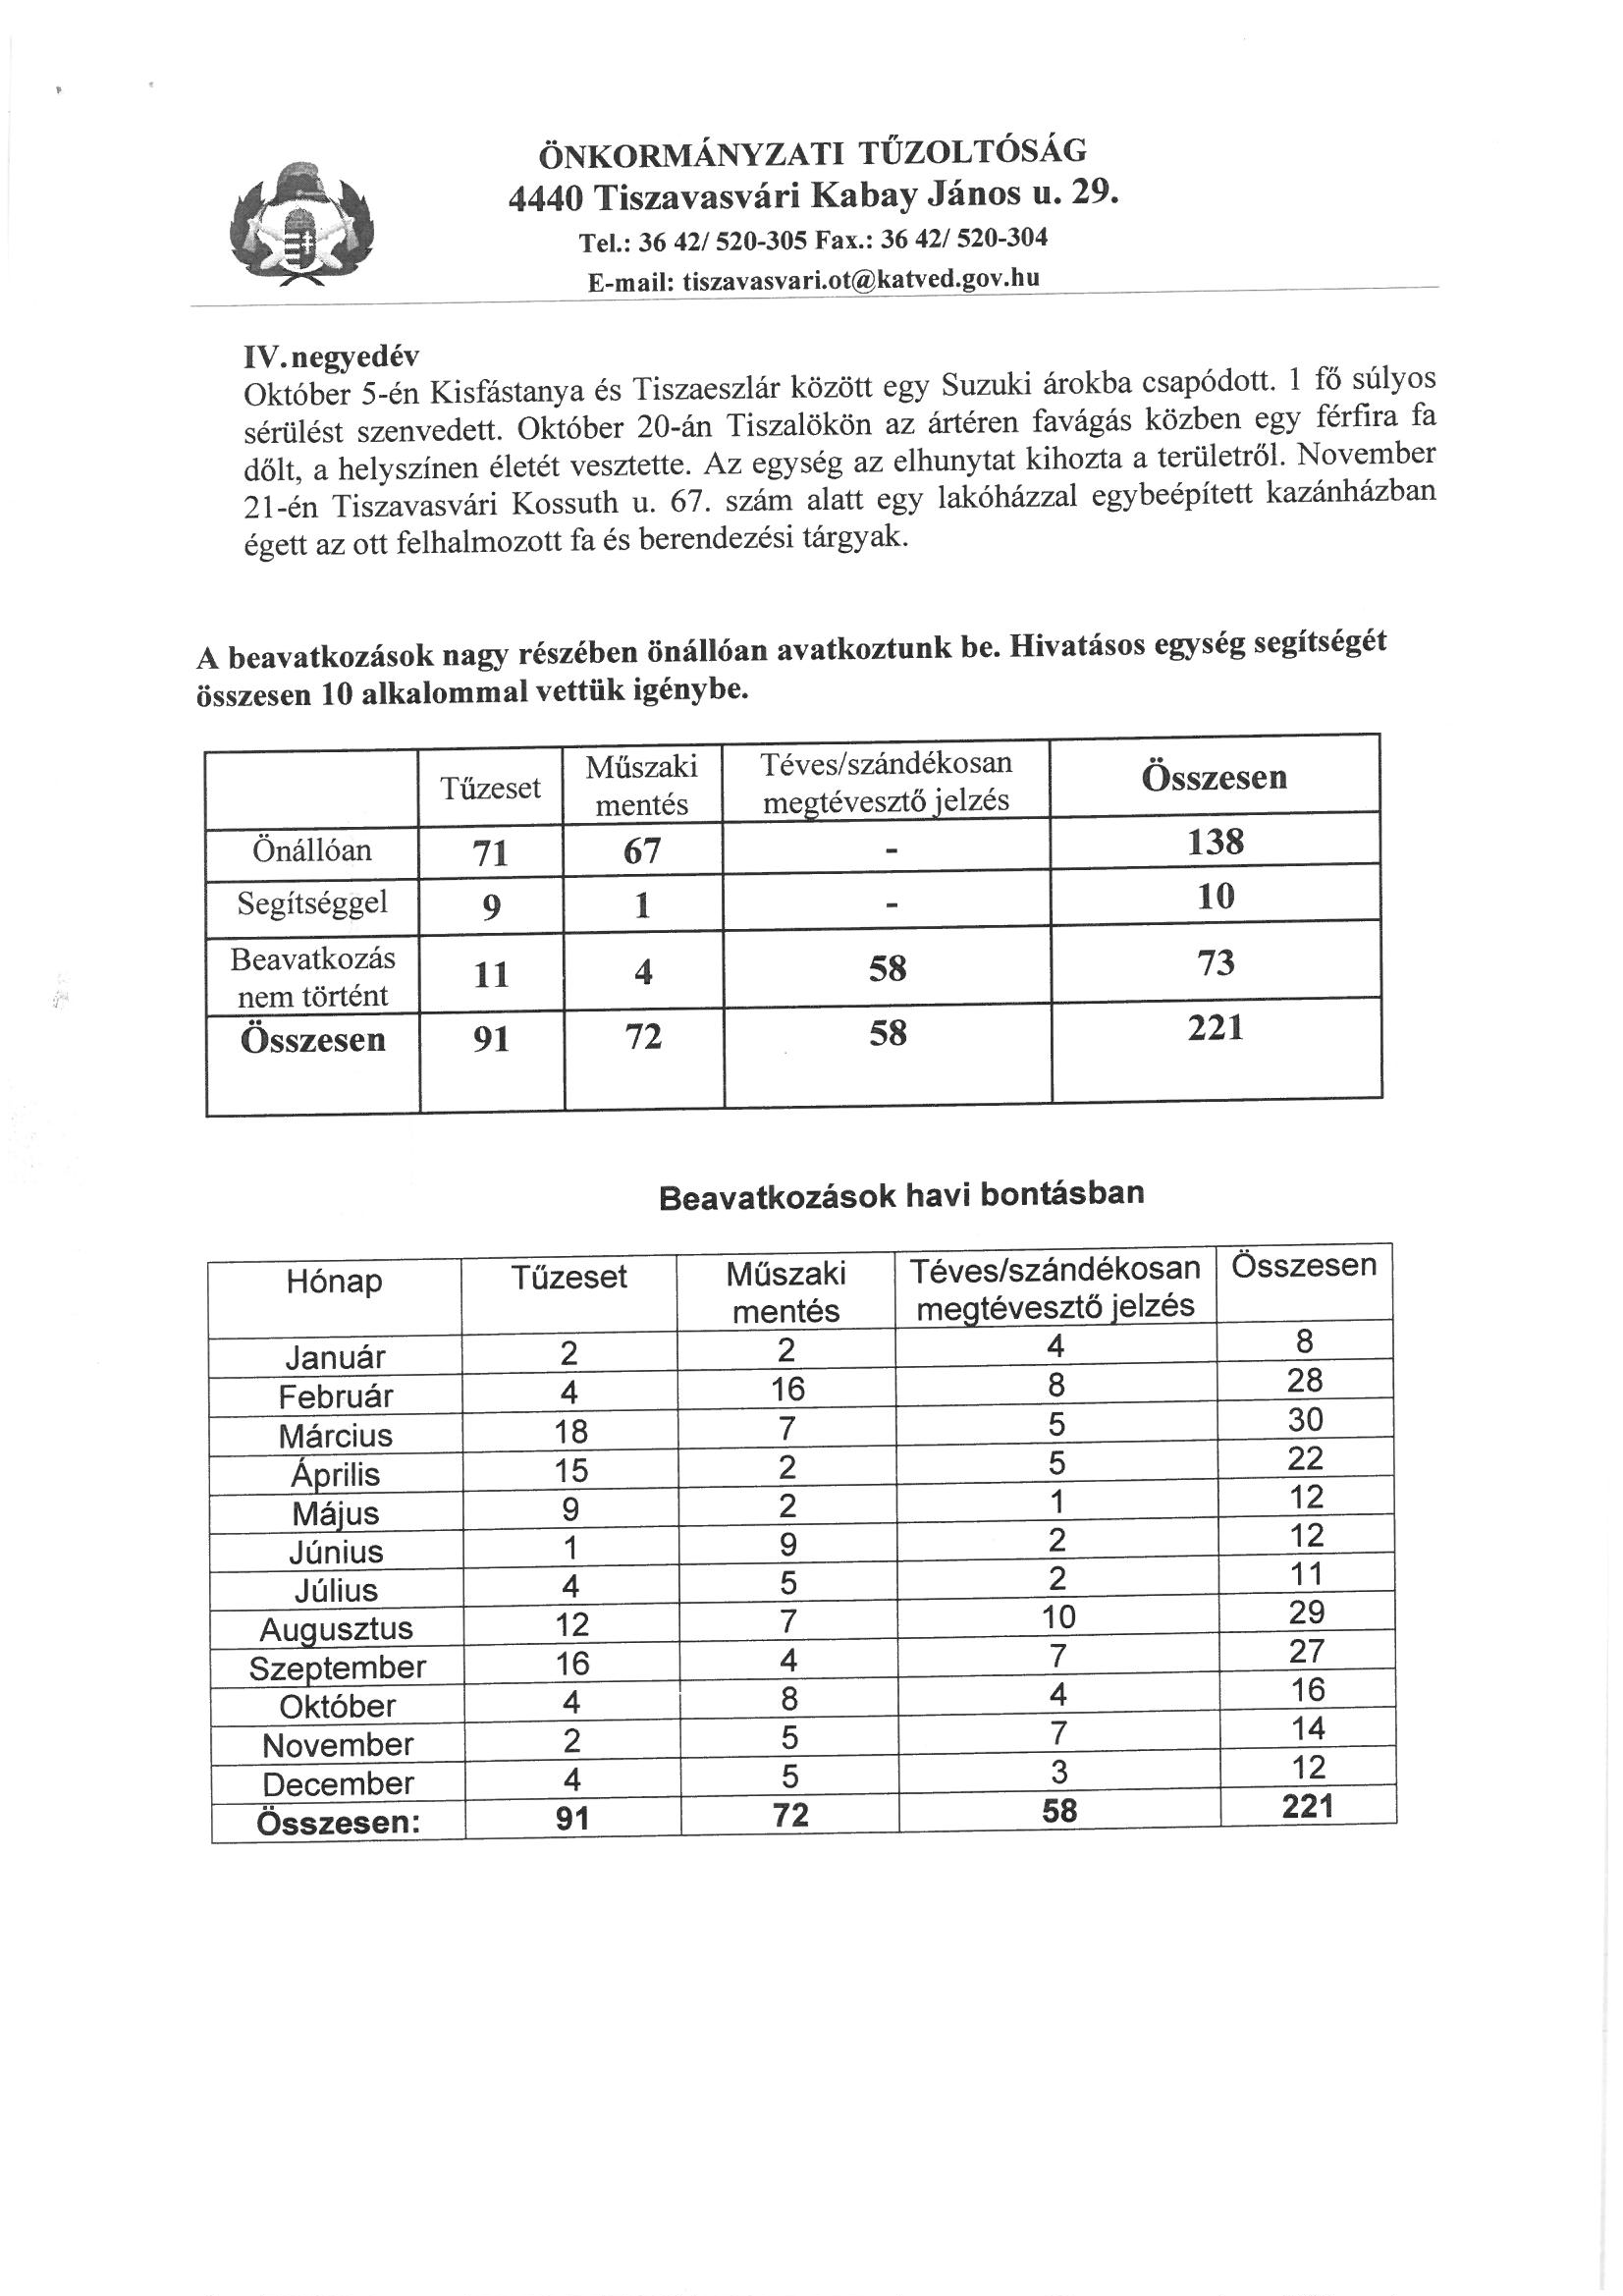 ÖNKORMÁNYZATI TŰZOLTÓSÁG
4440 Tiszavasvári Kabay János u. 29.
Tel.: 36 42/ 520-305 Fax.: 36 42/ 520-304
E-mail: tiszavasvari.ot@katved.gov.hu
IV.negyedév
Október 5-én Kisfástanya és Tiszaeszlár között egy Suzuki árokba csapódott. 1 fő súlyos
sérülést szenvedett. Október 20-án Tiszalökön az ártéren favágás közben egy férfira fa
dőlt, a helyszínen életét vesztette. Az egység az elhunytat kihozta a területről. November
21-én Tiszavasvári Kossuth u. 67. szám alatt egy lakóházzal egybeépített kazánházban
égett az ott felhalmozott fa és berendezési tárgyak.
A beavatkozások nagy részében önállóan avatkoztunk be. Hivatásos egység segítségét
összesen 10 alkalommal vettük igénybe.
Tűzeset Műszaki mentés Téves/szándékosan megtévesztő jelzés Összesen
Önállóan 71 67 - 138
Segítséggel 9 1 - 10
Beavatkozás nem történt 11 4 58 73
Összesen 91 72 58 221
Beavatkozások havi bontásban
Hónap Tűzeset Műszaki mentés Téves/szándékosan megtévesztő jelzés Összesen
Január 2 2 4 8
Február 4 16 8 28
Március 18 7 5 30
Április 15 2 5 22
Május 9 2 1 12
Június 1 9 2 12
Július 4 5 2 11
Augusztus 12 7 10 29
Szeptember 16 4 7 27
Október 4 8 4 16
November 2 5 7 14
December 4 5 3 12
Összesen: 91 72 58 221